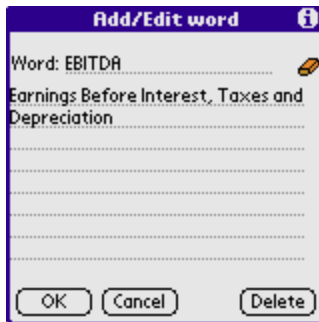 Add/Edit word
Word: EBITDA
Earnings Before Interest, Taxes and
Depreciation
OK Cancel Delete